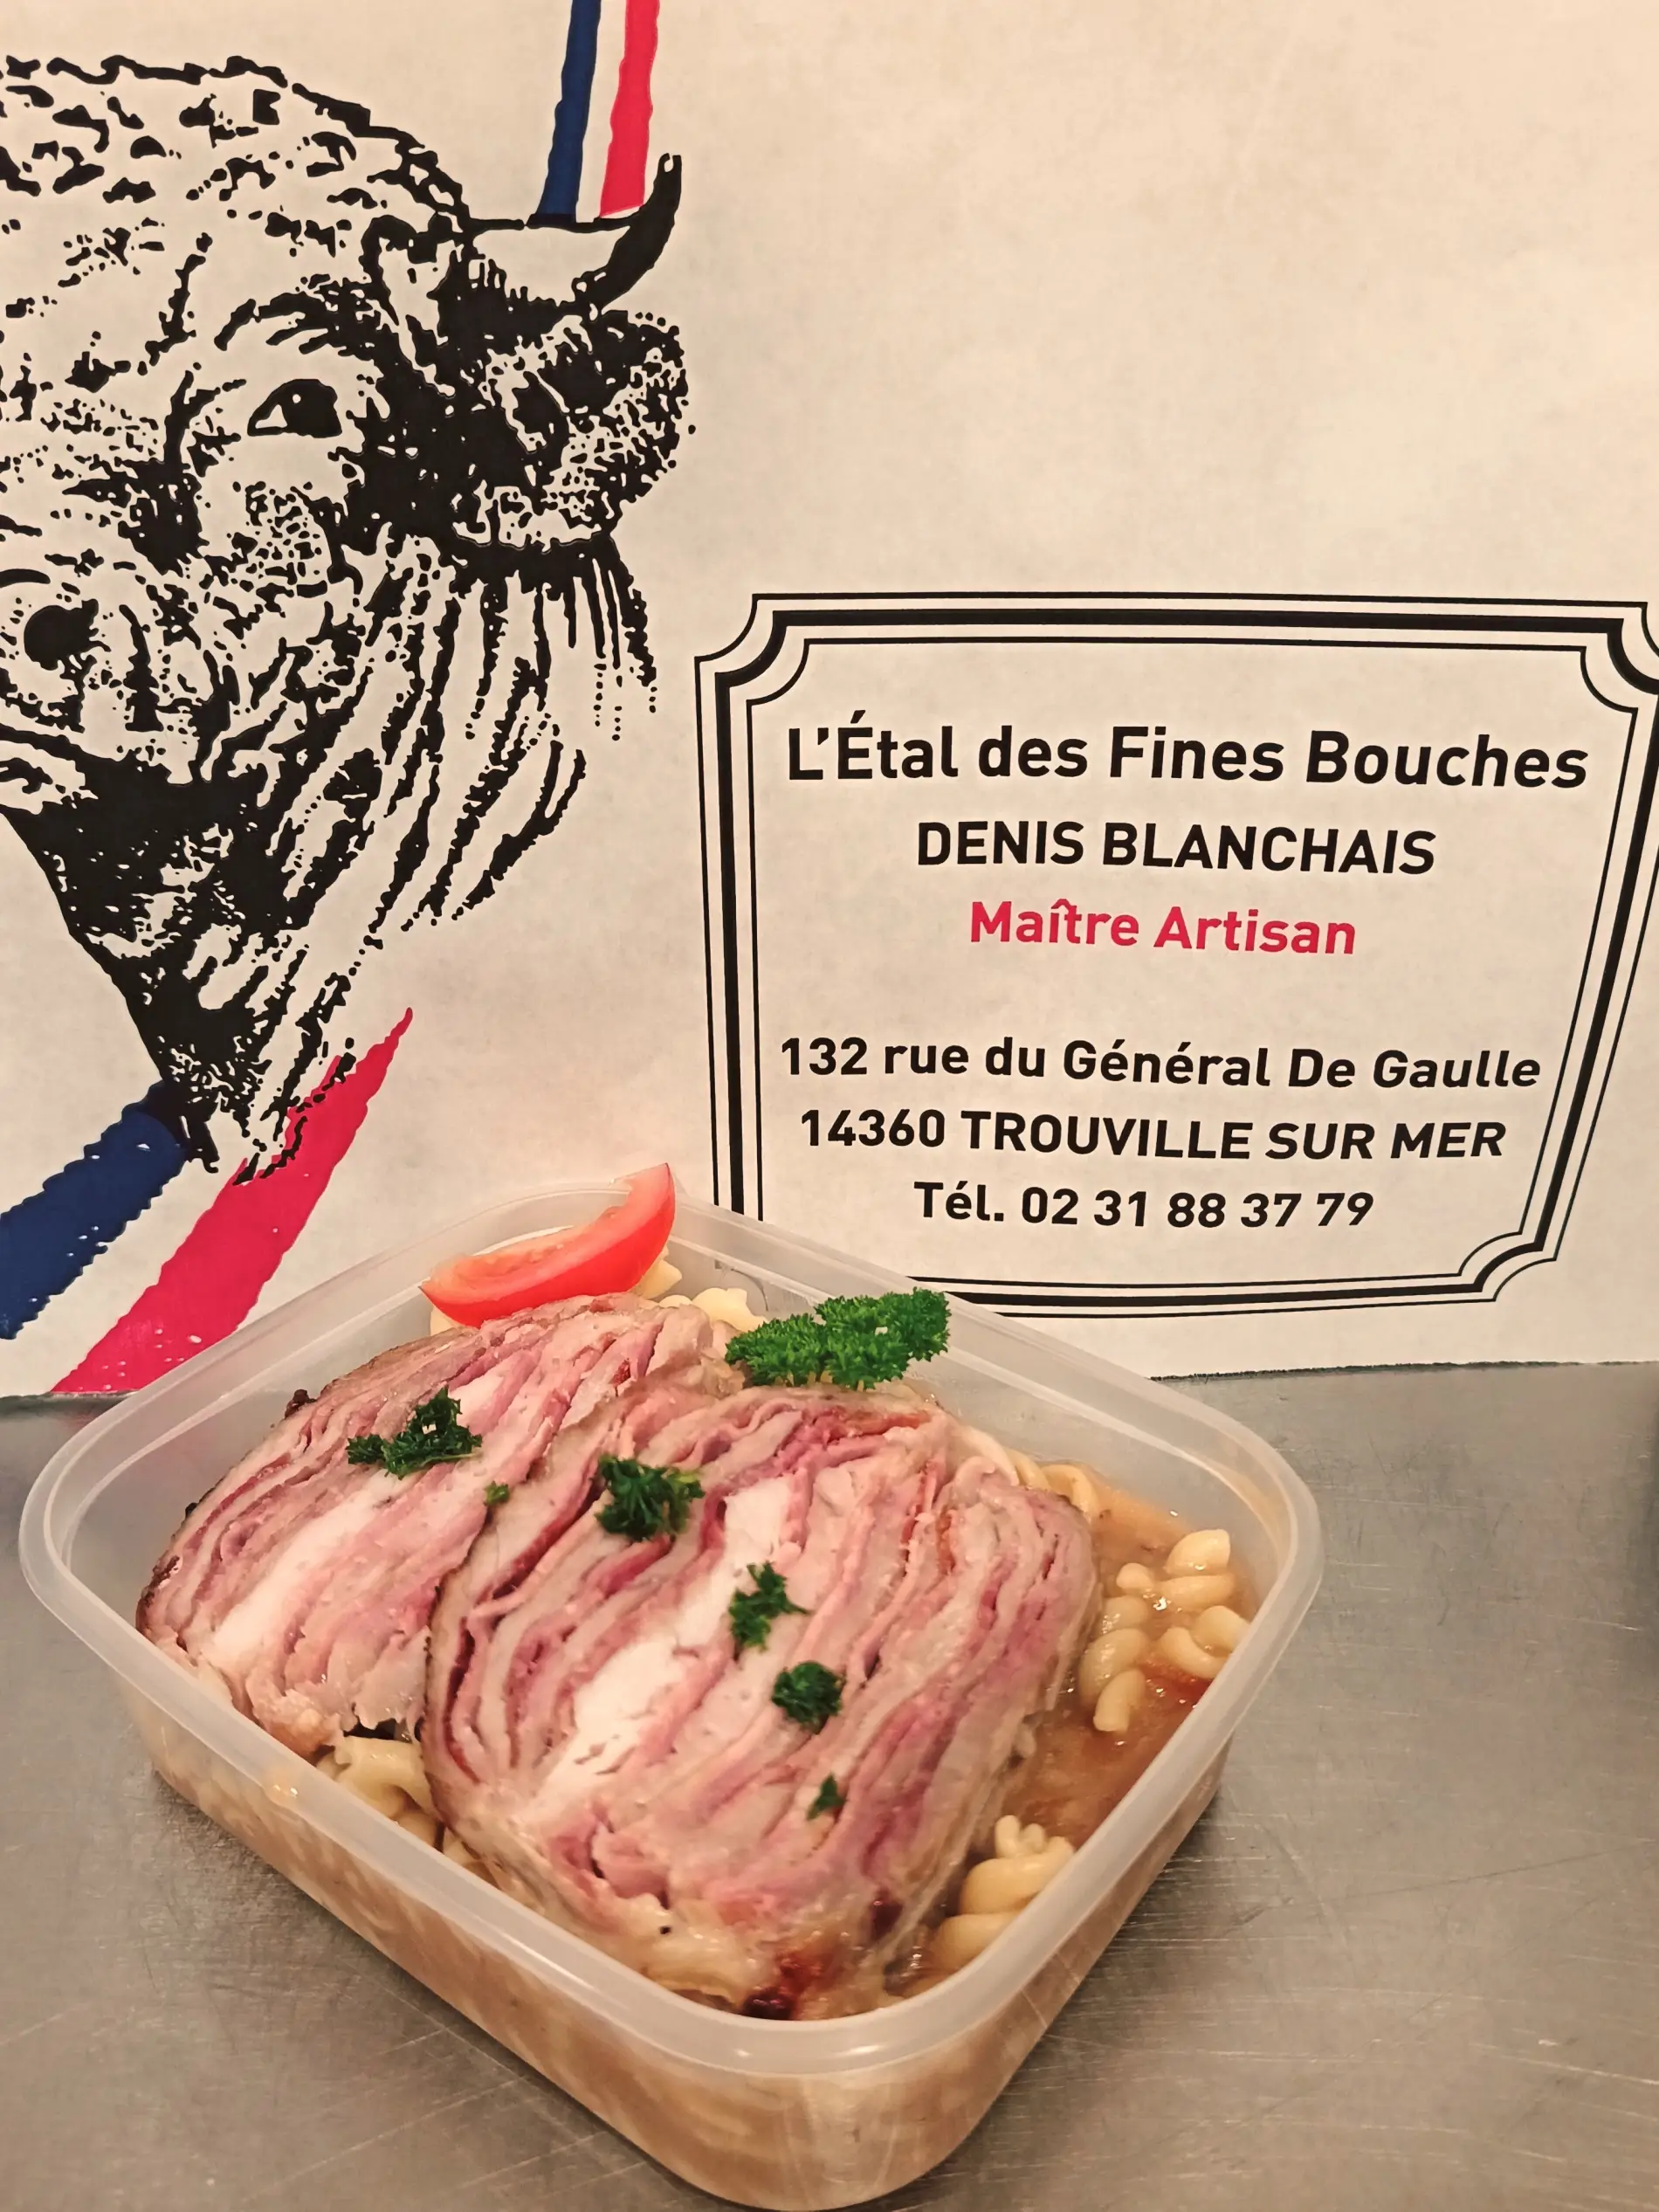 L'Étal des Fines Bouches
DENIS BLANCHAIS
Maître Artisan
132 rue du Général De Gaulle
14360 TROUVILLE SUR MER
Tél. 02 31 88 37 79